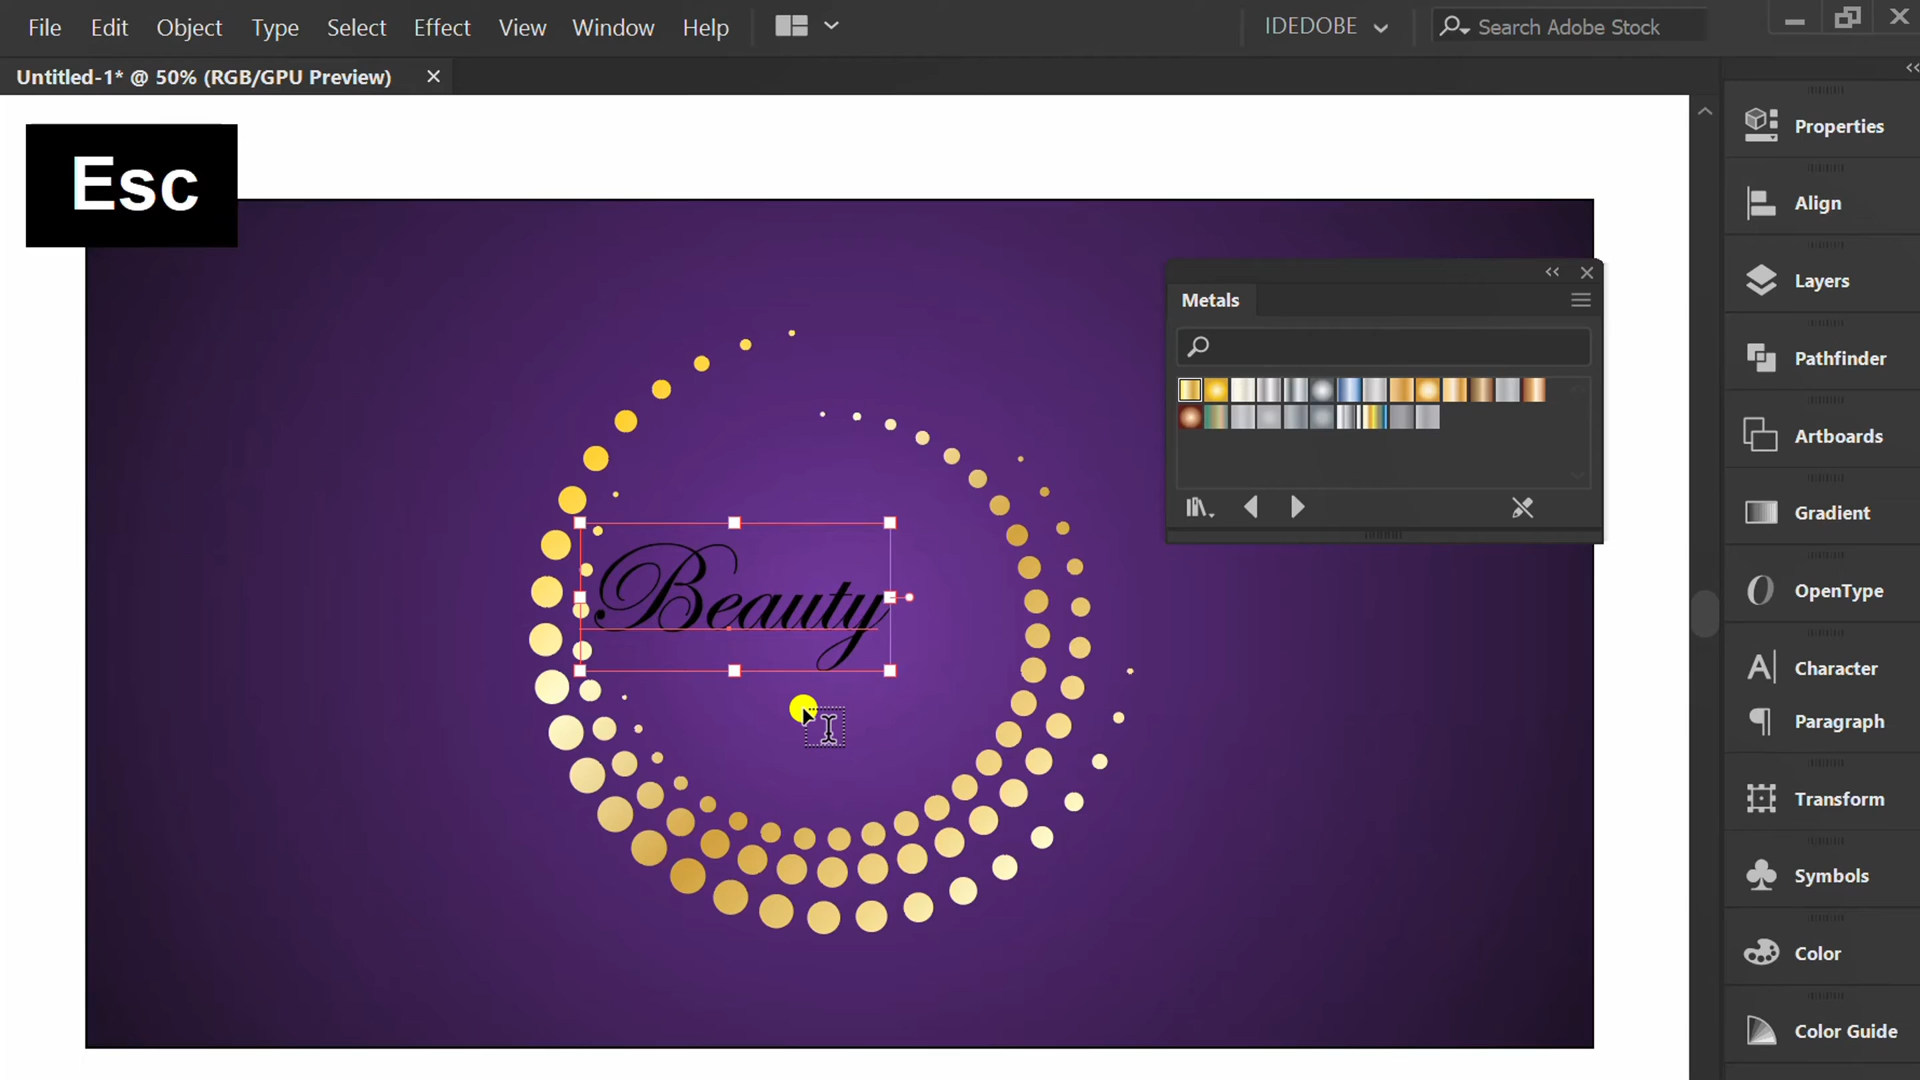 File Edit Object Type Select Effect View Window Help IDEDOBE Search Adobe Stock
Untitled-1* @ 50% (RGB/GPU Preview)
Esc
Metals
Beauty
Properties
Align
Layers
Pathfinder
Artboards
Gradient
OpenType
Character
Paragraph
Transform
Symbols
Color
Color Guide